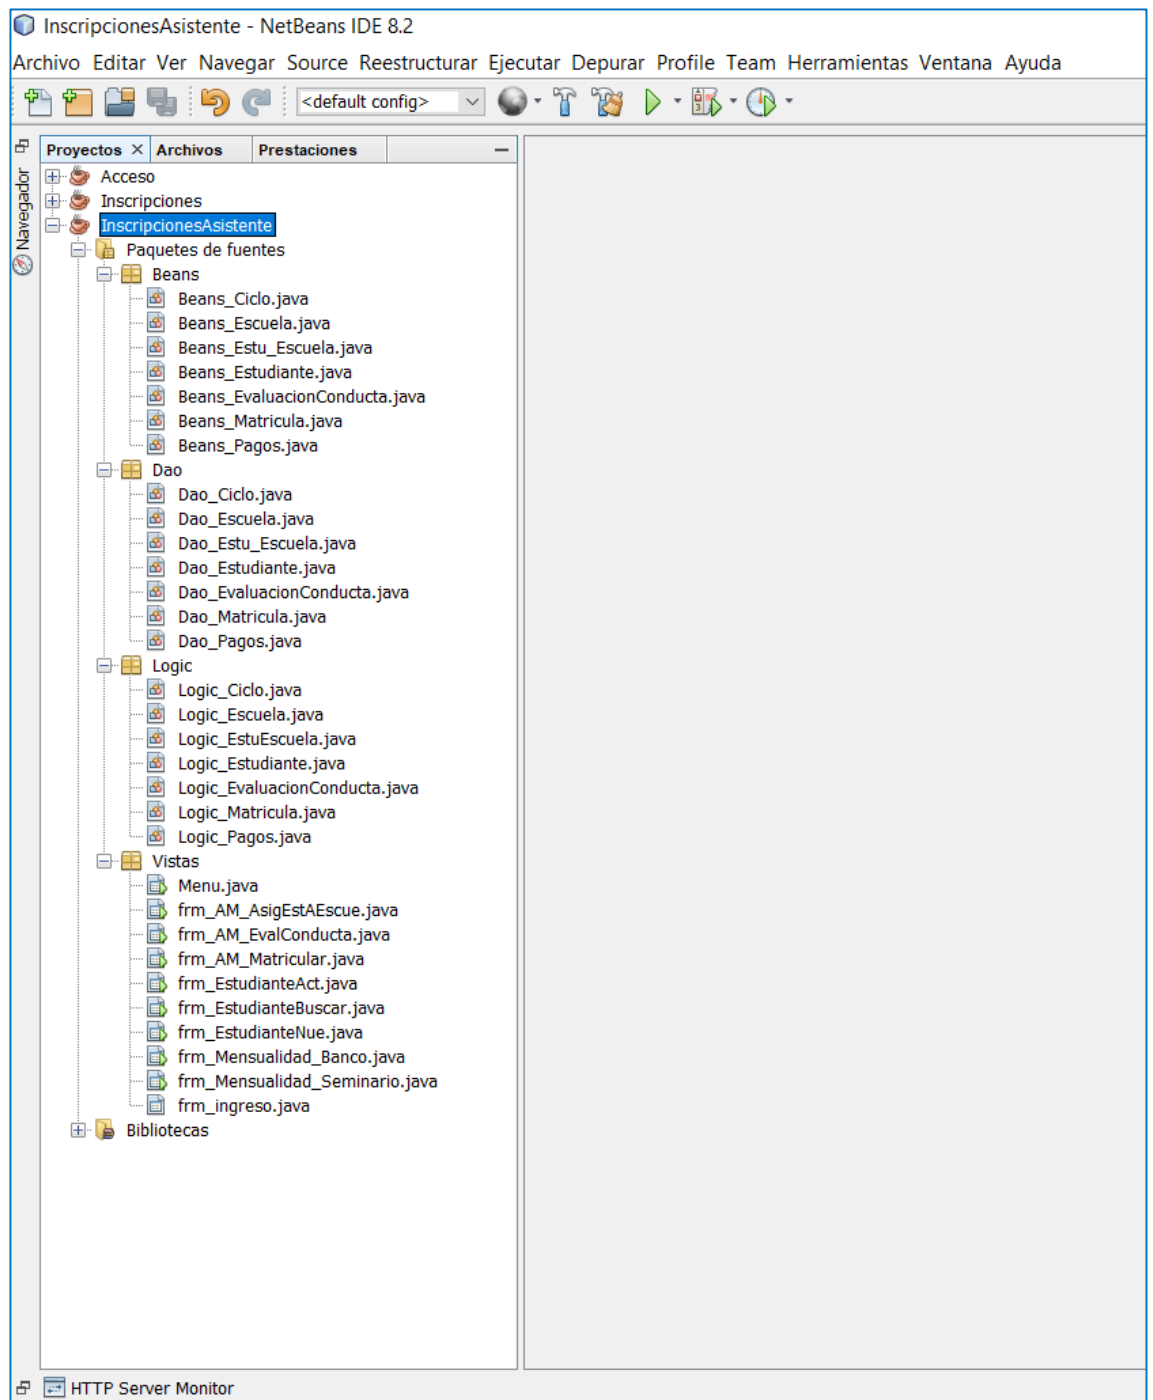 InscripcionesAsistente - NetBeans IDE 8.2
Archivo Editar Ver Navegar Source Reestructurar Ejecutar Depurar Profile Team Herramientas Ventana Ayuda
<default config>
Navegador
Proyectos Archivos Prestaciones
Acceso
Inscripciones
InscripcionesAsistente
Paquetes de fuentes
Beans
Beans_Ciclo.java
Beans_Escuela.java
Beans_Estu_Escuela.java
Beans_Estudiante.java
Beans_EvaluacionConducta.java
Beans_Matricula.java
Beans_Pagos.java
Dao
Dao_Ciclo.java
Dao_Escuela.java
Dao_Estu_Escuela.java
Dao_Estudiante.java
Dao_EvaluacionConducta.java
Dao_Matricula.java
Dao_Pagos.java
Logic
Logic_Ciclo.java
Logic_Escuela.java
Logic_EstuEscuela.java
Logic_Estudiante.java
Logic_EvaluacionConducta.java
Logic_Matricula.java
Logic_Pagos.java
Vistas
Menu.java
frm_AM_AsigEstAEscue.java
frm_AM_EvalConducta.java
frm_AM_Matricular.java
frm_EstudianteAct.java
frm_EstudianteBuscar.java
frm_EstudianteNue.java
frm_Mensualidad_Banco.java
frm_Mensualidad_Seminario.java
frm_ingreso.java
Bibliotecas
HTTP Server Monitor